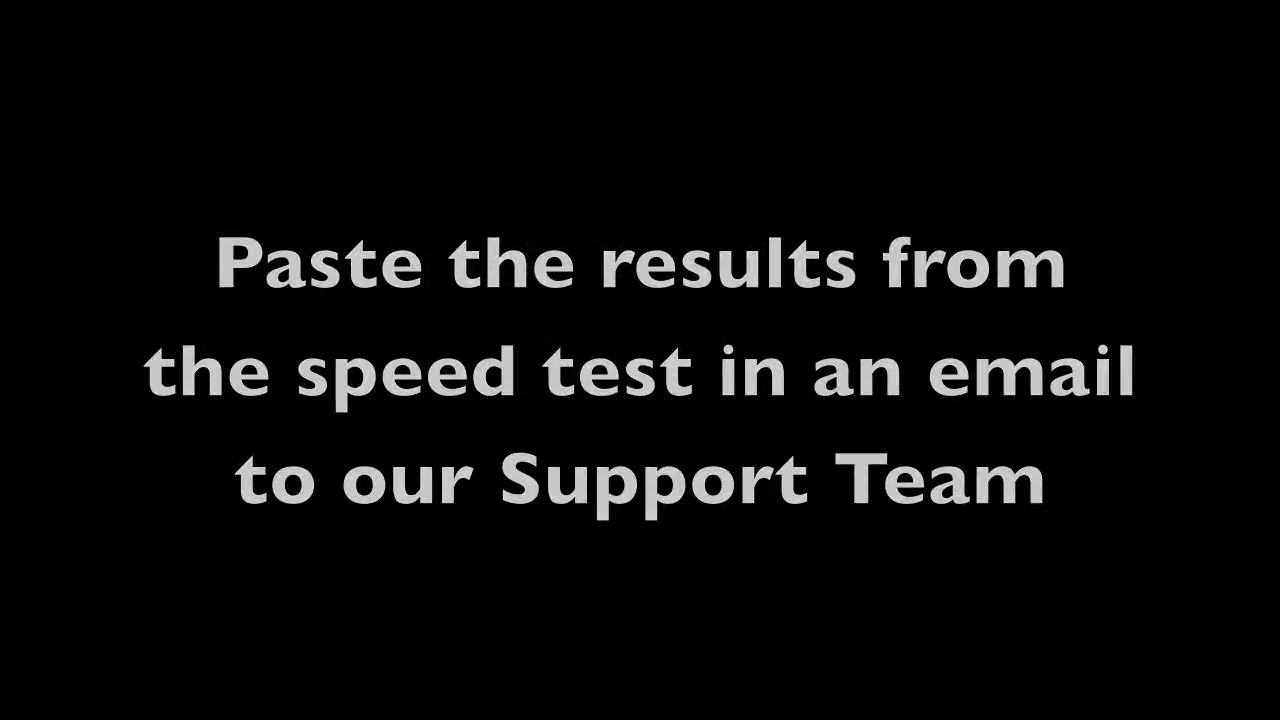 Paste the results from
the speed test in an email
to our Support Team